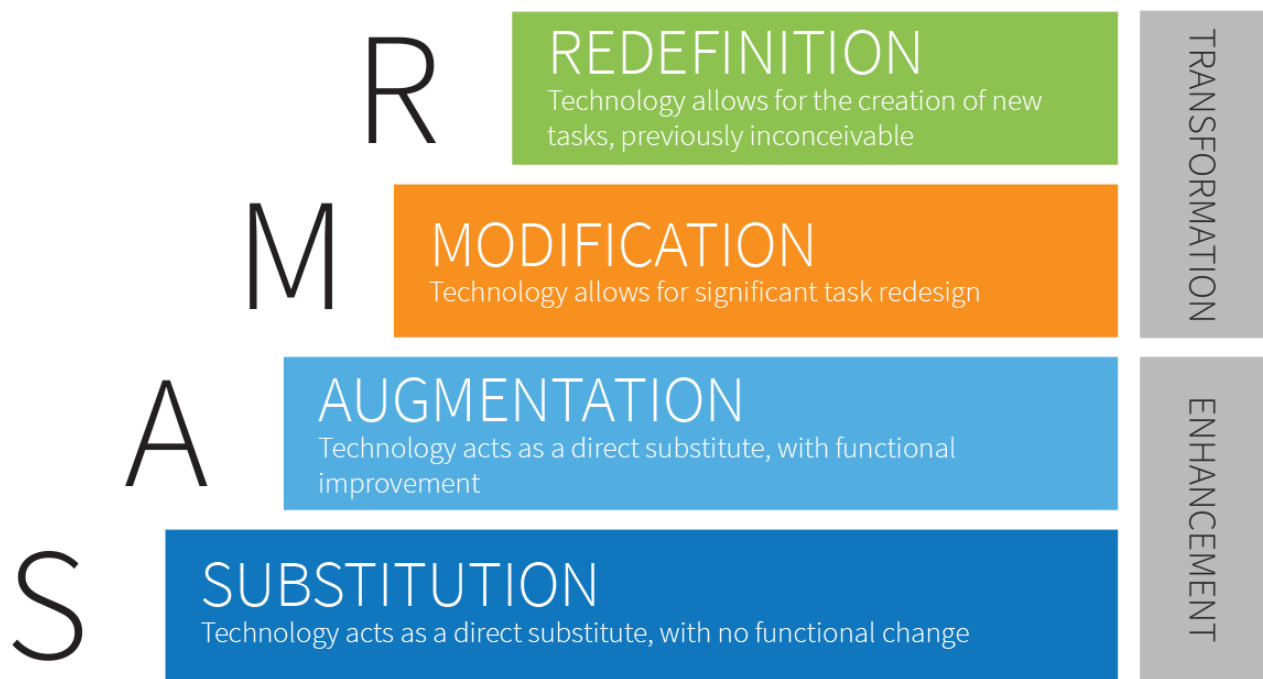 R
REDEFINITION
Technology allows for the creation of new
tasks, previously inconceivable
M
MODIFICATION
Technology allows for significant task redesign
TRANSFORMATION
A
AUGMENTATION
Technology acts as a direct substitute, with functional
improvement
S
SUBSTITUTION
Technology acts as a direct substitute, with no functional change
ENHANCEMENT